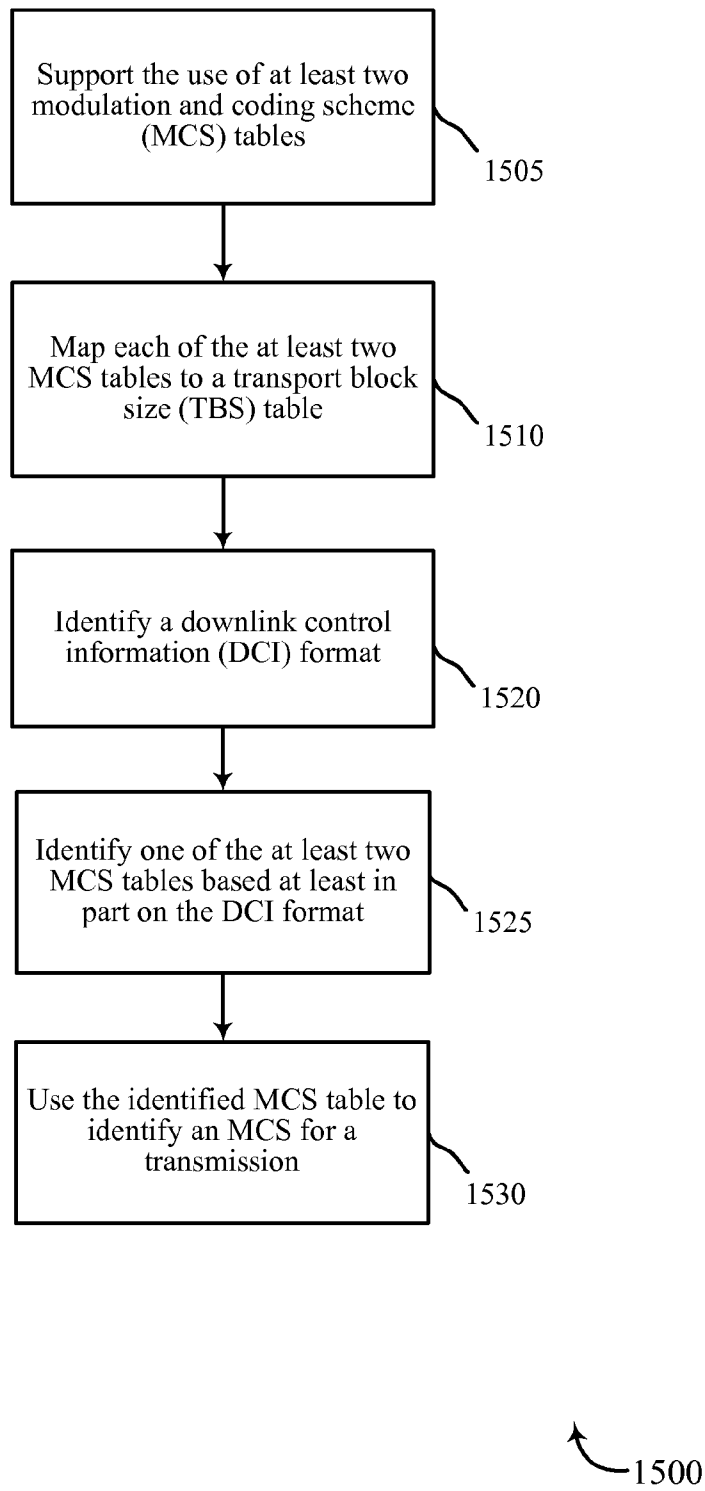 Support the use of at least two
modulation and coding scheme
(MCS) tables
1505
Map each of the at least two
MCS tables to a transport block
size (TBS) table
1510
Identify a downlink control
information (DCI) format
1520
Identify one of the at least two
MCS tables based at least in
part on the DCI format
1525
Use the identified MCS table to
identify an MCS for a
transmission
1530
1500